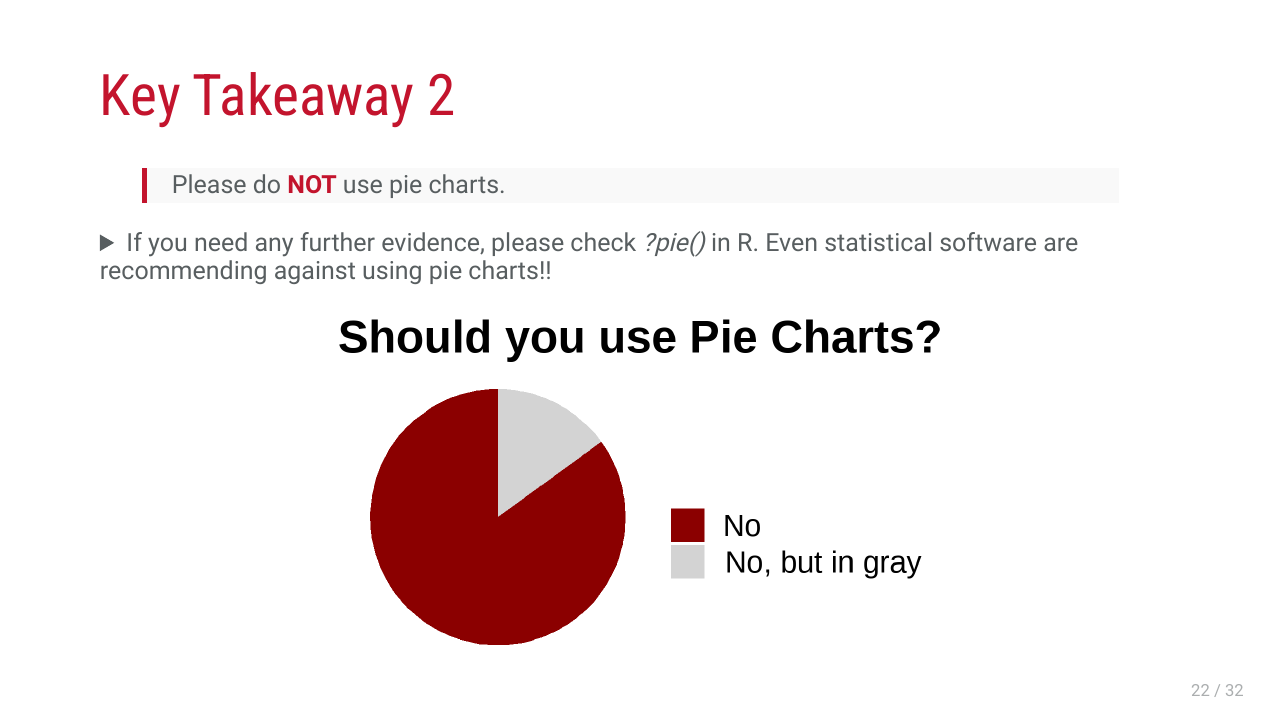 Key Takeaway 2
Please do NOT use pie charts.
▶ If you need any further evidence, please check ?pie() in R. Even statistical software are
recommending against using pie charts!!
Should you use Pie Charts?
No
No, but in gray
22 / 32